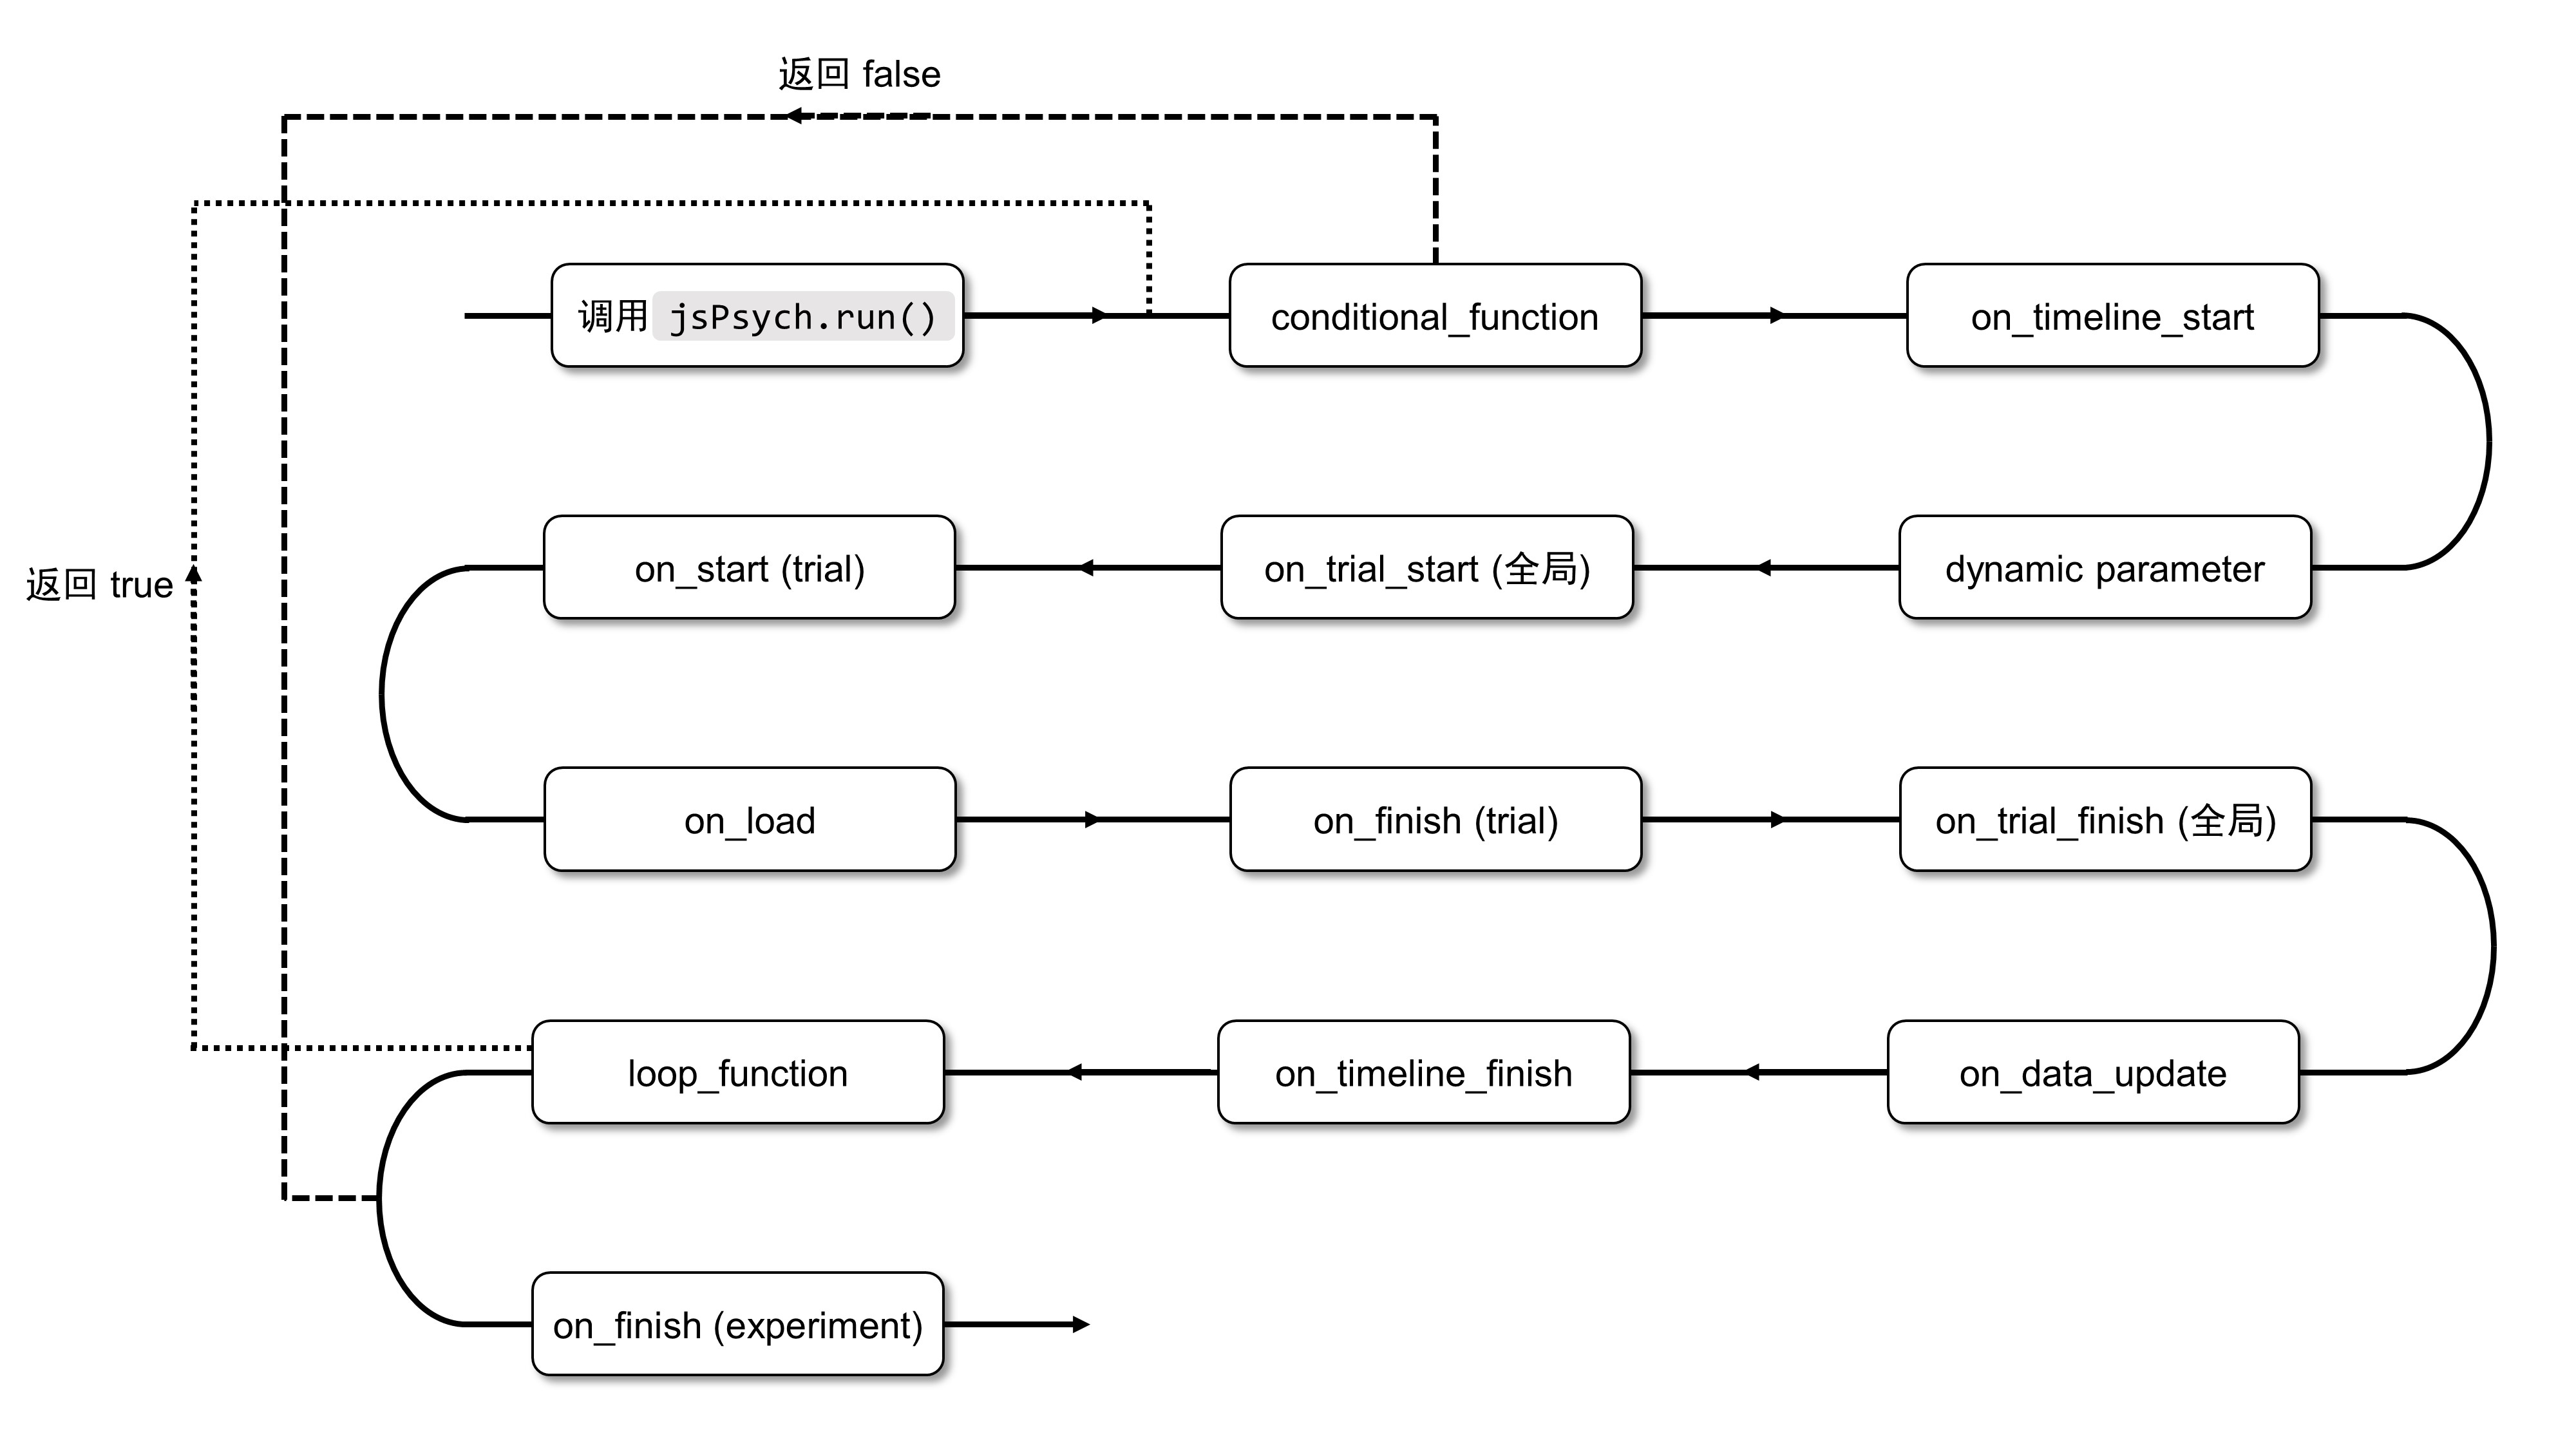 返回 false
调用 jsPsych.run()
conditional_function
on_timeline_start
dynamic parameter
on_trial_start (全局)
on_start (trial)
返回 true
on_load
on_finish (trial)
on_trial_finish (全局)
on_data_update
on_timeline_finish
loop_function
on_finish (experiment)